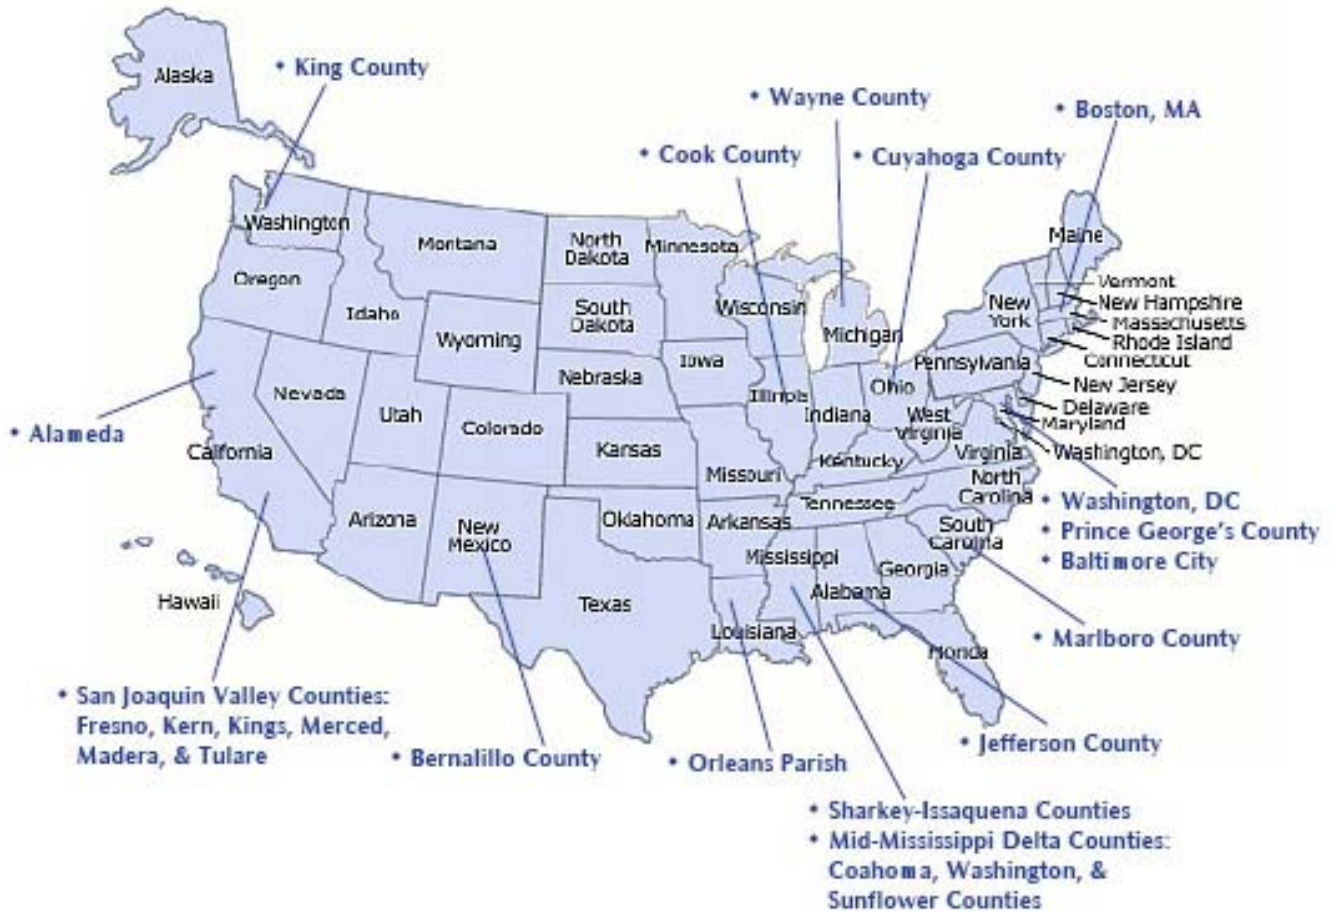 Alaska
• King County
• Wayne County
• Boston, MA
• Cook County
• Cuyahoga County
Washington
Montana
North
Dakota
Minnesota
Maine
Oregon
Idaho
South
Dakota
Wisconsin
Michigan
New
York
Vermont
New Hampshire
Massachusetts
Rhode Island
Connecticut
Wyoming
Iowa
Nebraska
Pennsylvania
New Jersey
Delaware
Maryland
Washington, DC
Nevada
Utah
Colorado
Illinois
Indiana
Ohio
West
Virginia
Virginia
• Alameda
California
Kansas
Missouri
Kentucky
North
Carolina
Tennessee
Arizona
New
Mexico
Oklahoma
Arkansas
South
Carolina
• Washington, DC
• Prince George's County
• Baltimore City
Mississippi
Alabama
Georgia
Hawaii
Texas
Louisiana
Florida
• Marlboro County
• San Joaquin Valley Counties:
Fresno, Kern, Kings, Merced,
Madera, & Tulare
• Bernalillo County
• Orleans Parish
• Jefferson County
• Sharkey-Issaquena Counties
• Mid-Mississippi Delta Counties:
Coahoma, Washington, &
Sunflower Counties